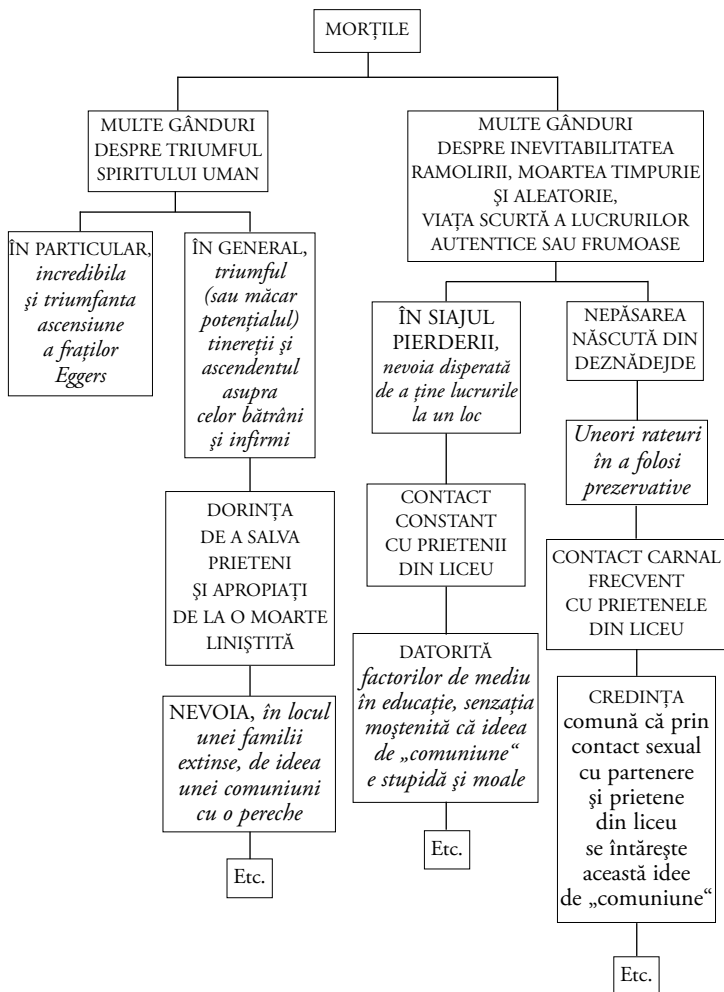 MORȚILE
MULTE GÂNDURI
DESPRE TRIUMFUL
SPIRITULUI UMAN
MULTE GÂNDURI
DESPRE INEVITABILITATEA
RAMOLIRII, MOARTEA TIMPURIE
ȘI ALEATORIE,
VIAȚA SCURTĂ A LUCRURILOR
AUTENTICE SAU FRUMOASE
ÎN PARTICULAR,
incredibila
și triumfanta
ascensiune
a fraților
Eggers
ÎN GENERAL,
triumful
(sau măcar
potențialul)
tinereții și
ascendentul
asupra
celor bătrâni
și infirmi
ÎN SIAJUL
PIERDERII,
nevoia disperată
de a ține lucrurile
la un loc
NEPĂSAREA
NĂSCUTĂ DIN
DEZNĂDEJDE
Uneori rateuri
în a folosi
prezervative
DORINȚA
DE A SALVA
PRIETENI
ȘI APROPIAȚI
DE LA O MOARTE
LINIȘTITĂ
CONTACT
CONSTANT
CU PRIETENII
DIN LICEU
CONTACT CARNAL
FRECVENT
CU PRIETENELE
DIN LICEU
NEVOIA, în locul
unei familii
extinse, de ideea
unei comuniuni
cu o pereche
DATORITĂ
factorilor de mediu
în educație, senzația
moștenită că ideea
de „comuniune“
e stupidă și moale
CREDINȚA
comună că prin
contact sexual
cu partenere
și prietene
din liceu
se întărește
această idee
de „comuniune“
Etc.
Etc.
Etc.